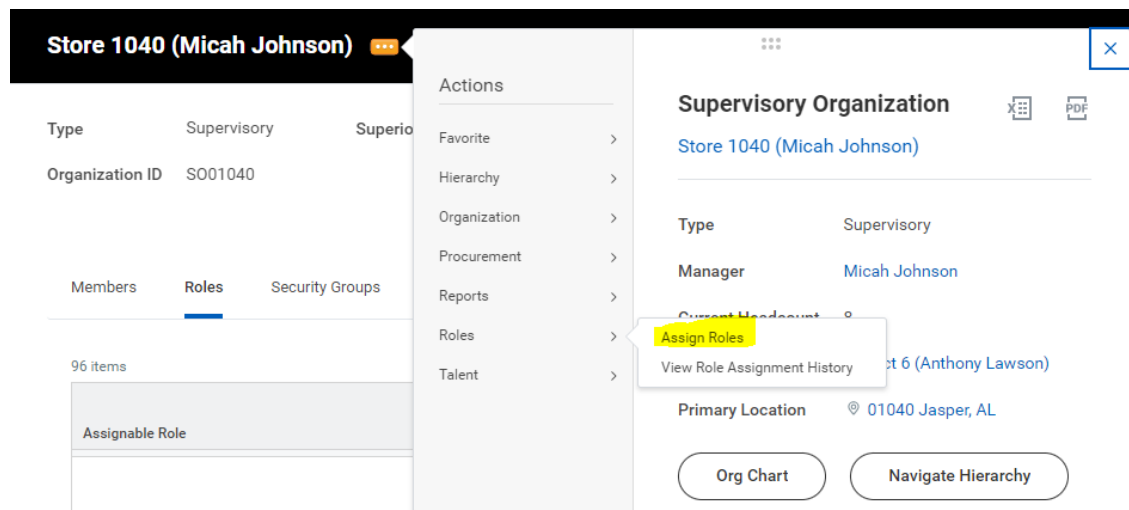 Store 1040 (Micah Johnson)
Type Supervisory Superio
Organization ID SO01040
Members Roles Security Groups
96 items
Assignable Role
Actions
Favorite
Hierarchy
Organization
Procurement
Reports
Roles
Talent
Assign Roles
View Role Assignment History
Supervisory Organization
PDF
Store 1040 (Micah Johnson)
Type Supervisory
Manager Micah Johnson
Current Headcount 8
ct 6 (Anthony Lawson)
Primary Location 01040 Jasper, AL
Org Chart
Navigate Hierarchy